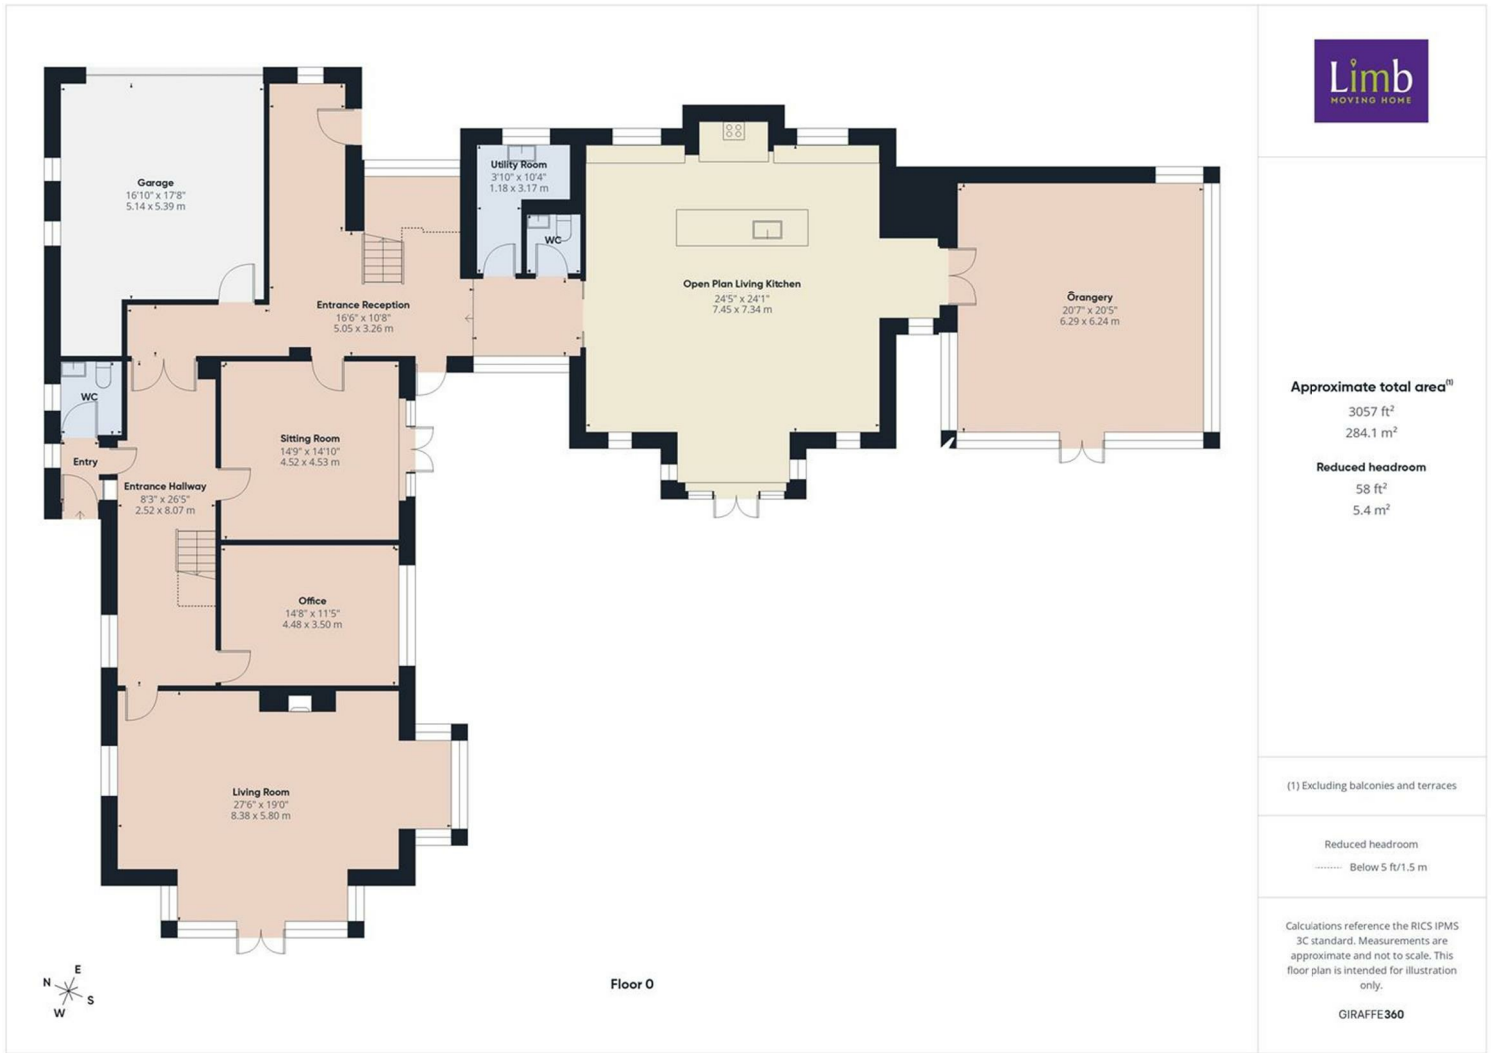 Garage
16'10" x 17'8"
5.14 x 5.39 m
Utility Room
3'10" x 10'4"
1.18 x 3.17 m
WC
Open Plan Living Kitchen
24'5" x 24'1"
7.45 x 7.34 m
Orangery
20'7" x 20'5"
6.29 x 6.24 m
Entrance Reception
16'6" x 10'8"
5.05 x 3.26 m
WC
Entry
Sitting Room
14'9" x 14'10"
4.52 x 4.53 m
Entrance Hallway
8'3" x 26'5"
2.52 x 8.07 m
Office
14'8" x 11'5"
4.48 x 3.50 m
Living Room
27'6" x 19'0"
8.38 x 5.80 m
N E
W S
Floor 0
Limb
MOVING HOME
Approximate total area(1)
3057 ft²
284.1 m²
Reduced headroom
58 ft²
5.4 m²
(1) Excluding balconies and terraces
Reduced headroom
Below 5 ft/1.5 m
Calculations reference the RICS IPMS
3C standard. Measurements are
approximate and not to scale. This
floor plan is intended for illustration
only.
GIRAFFE360